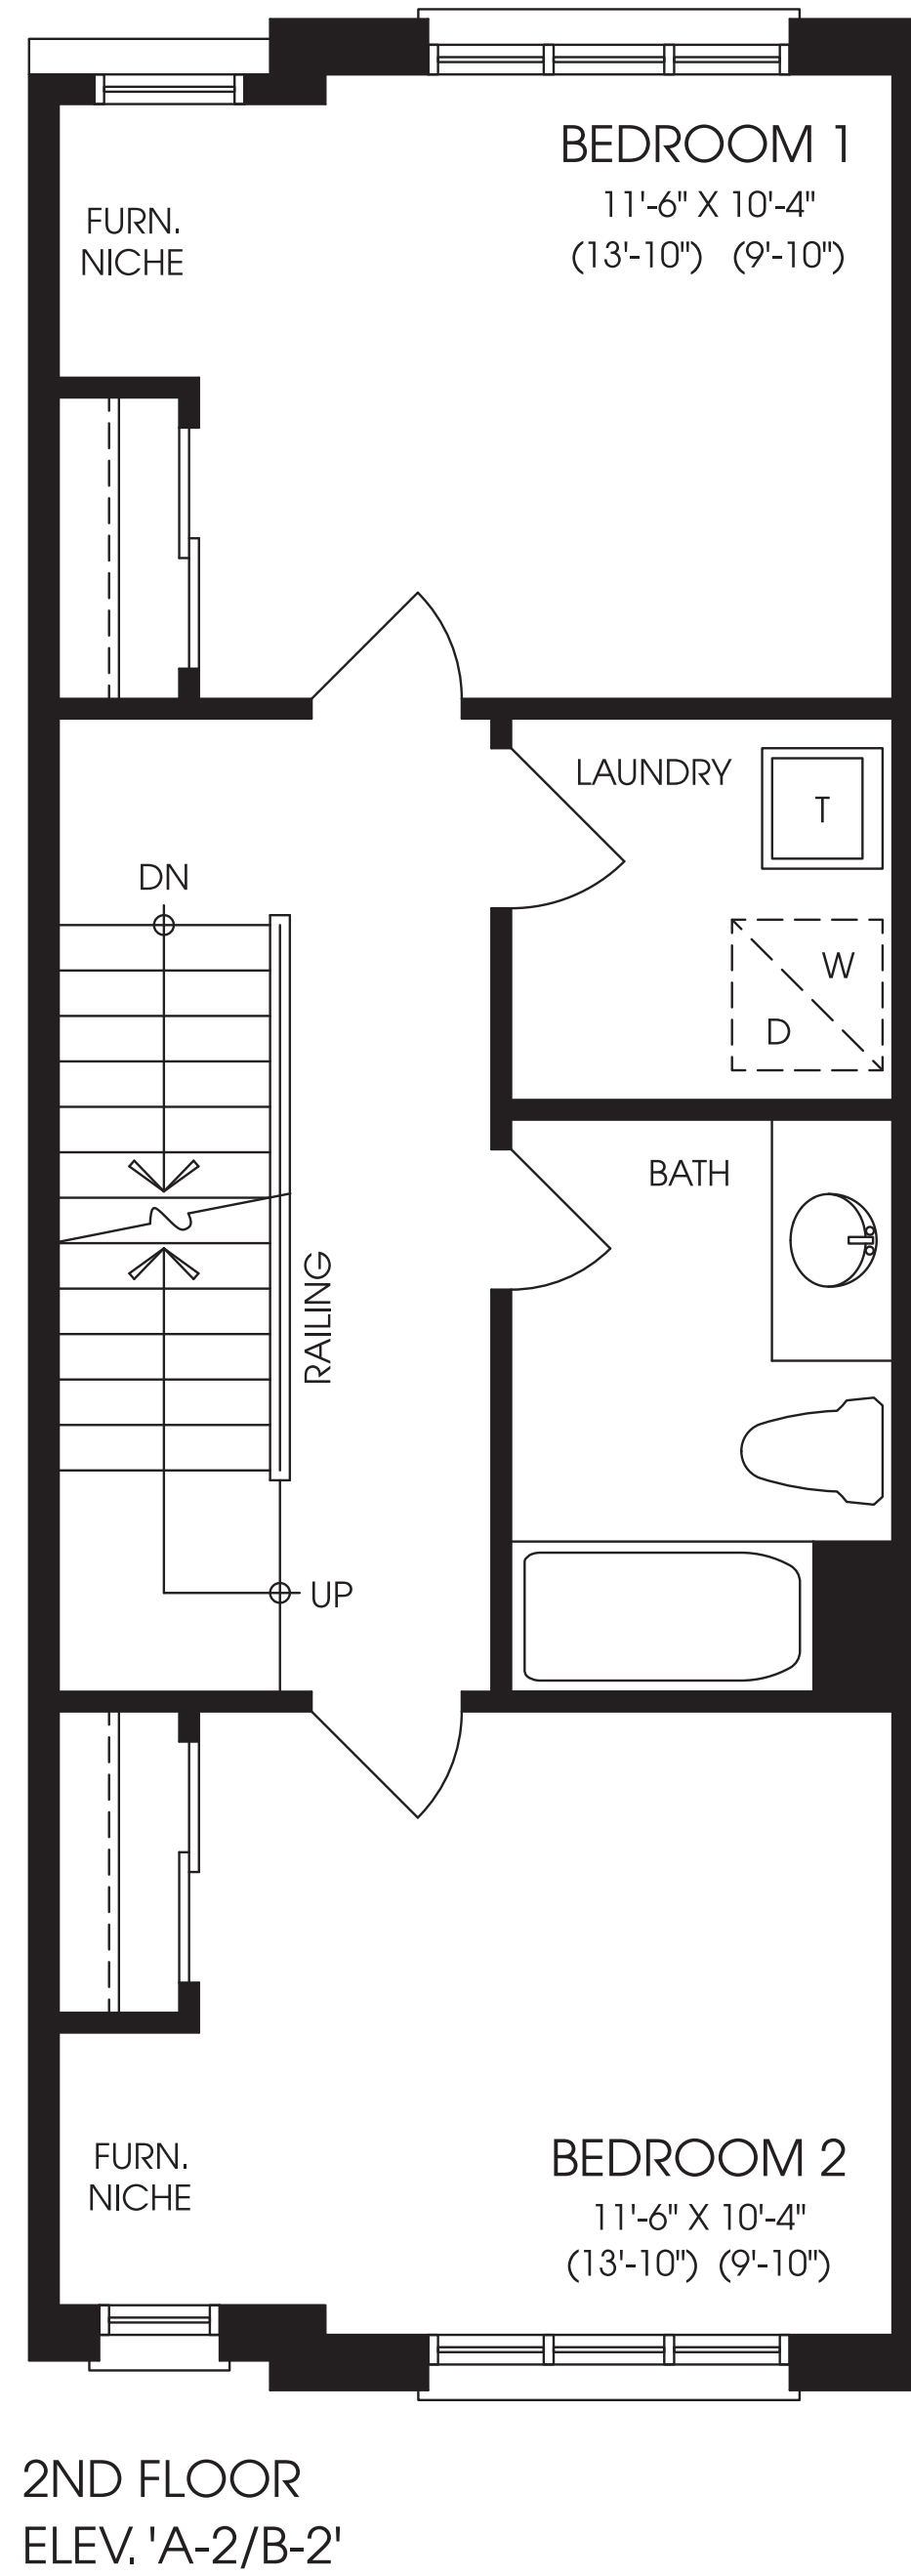 BEDROOM 1
11'-6" X 10'-4"
(13'-10") (9'-10")
FURN.
NICHE
LAUNDRY
T
DN
W
D
BATH
RAILING
UP
FURN.
NICHE
BEDROOM 2
11'-6" X 10'-4"
(13'-10") (9'-10")
2ND FLOOR
ELEV. 'A-2/B-2'